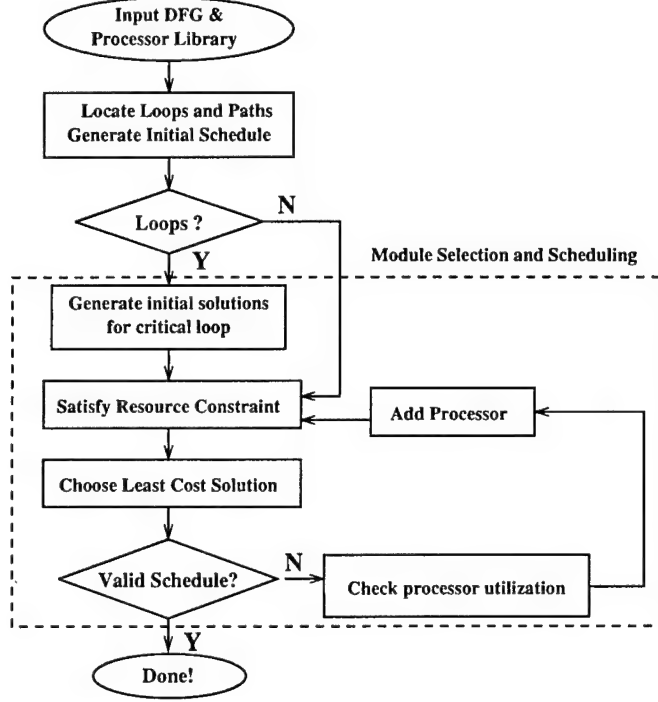 Input DFG &
Processor Library
Locate Loops and Paths
Generate Initial Schedule
Loops ?
N
Y
Module Selection and Scheduling
Generate initial solutions
for critical loop
Satisfy Resource Constraint
Add Processor
Choose Least Cost Solution
Valid Schedule?
N
Check processor utilization
Y
Done!